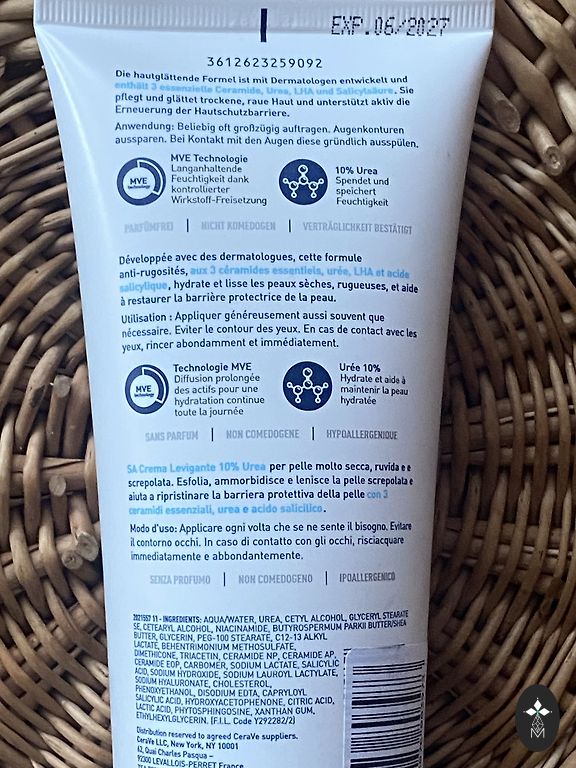 EXP.06/2027
3612623259092
Die hautglättende Formel ist mit Dermatologen entwickelt und
enthält 3 essenzielle Ceramide, Urea, LHA und Salicylsäure. Sie
pflegt und glättet trockene, raue Haut und unterstützt aktiv die
Erneuerung der Hautschutzbarriere.
Anwendung: Beliebig oft großzügig auftragen. Augenkonturen
aussparen. Bei Kontakt mit den Augen diese gründlich ausspülen.
MVE
technology
MVE Technologie
Langanhaltende
Feuchtigkeit dank
kontrollierter
Wirkstoff-Freisetzung
10% Urea
Spendet und
speichert
Feuchtigkeit
PARFÜMFREI | NICHT KOMEDOGEN | VERTRÄGLICHKEIT BESTÄTIGT
Développée avec des dermatologues, cette formule
anti-rugosités, aux 3 céramides essentiels, urée, LHA et acide
salicylique, hydrate et lisse les peaux sèches, rugueuses, et aide
à restaurer la barrière protectrice de la peau.
Utilisation : Appliquer généreusement aussi souvent que
nécessaire. Eviter le contour des yeux. En cas de contact avec les
yeux, rincer abondamment et immédiatement.
MVE
technology
Technologie MVE
Diffusion prolongée
des actifs pour une
hydratation continue
toute la journée
Urée 10%
Hydrate et aide à
maintenir la peau
hydratée
SANS PARFUM | NON COMEDOGENE | HYPOALLERGENIQUE
SA Crema Levigante 10% Urea per pelle molto secca, ruvida e e
screpolata. Esfolia, ammorbidisce e lenisce la pelle screpolata e
aiuta a ripristinare la barriera protettiva della pelle con 3
ceramidi essenziali, urea e acido salicilico.
Modo d'uso: Applicare ogni volta che se ne sente il bisogno. Evitare
il contorno occhi. In caso di contatto con gli occhi, risciacquare
immediatamente e abbondantemente.
SENZA PROFUMO | NON COMEDOGENO | IPOALLERGENICO
2021557 11 - INGREDIENTS: AQUA/WATER, UREA, CETYL ALCOHOL, GLYCERYL STEARATE
SE, CETEARYL ALCOHOL, NIACINAMIDE, BUTYROSPERMUM PARKII BUTTER/SHEA
BUTTER, GLYCERIN, PEG-100 STEARATE, C12-13 ALKYL
LACTATE, BEHENTRIMONIUM METHOSULFATE,
DIMETHICONE, TRIACETIN, CERAMIDE NP, CERAMIDE AP,
CERAMIDE EOP, CARBOMER, SODIUM LACTATE, SALICYLIC
ACID, SODIUM HYDROXIDE, SODIUM LAUROYL LACTYLATE,
SODIUM HYALURONATE, CHOLESTEROL,
PHENOXYETHANOL, DISODIUM EDTA, CAPRYLOYL
SALICYLIC ACID, HYDROXYACETOPHENONE, CITRIC ACID,
LACTIC ACID, PHYTOSPHINGOSINE, XANTHAN GUM,
ETHYLHEXYLGLYCERIN. [F.I.L. Code Y292282/2]
Distribution reserved to agreed CeraVe suppliers.
CeraVe LLC, New York, NY 10001
62, Quai Charles Pasqua -
92300 LEVALLOIS-PERRET France
M